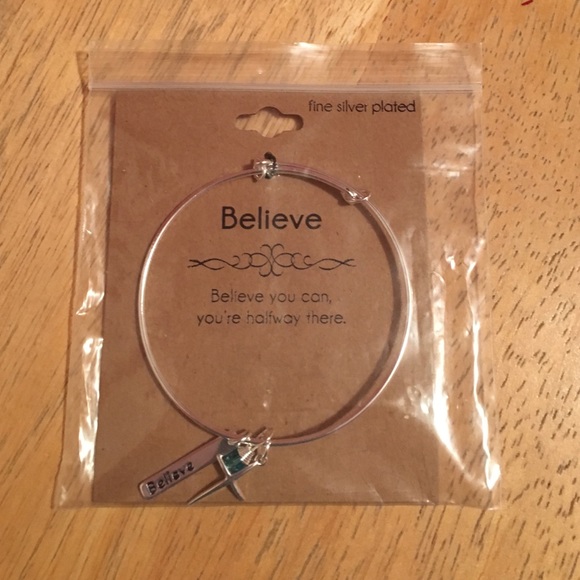 fine silver plated
Believe
Believe you can,
you're halfway there.
Believe